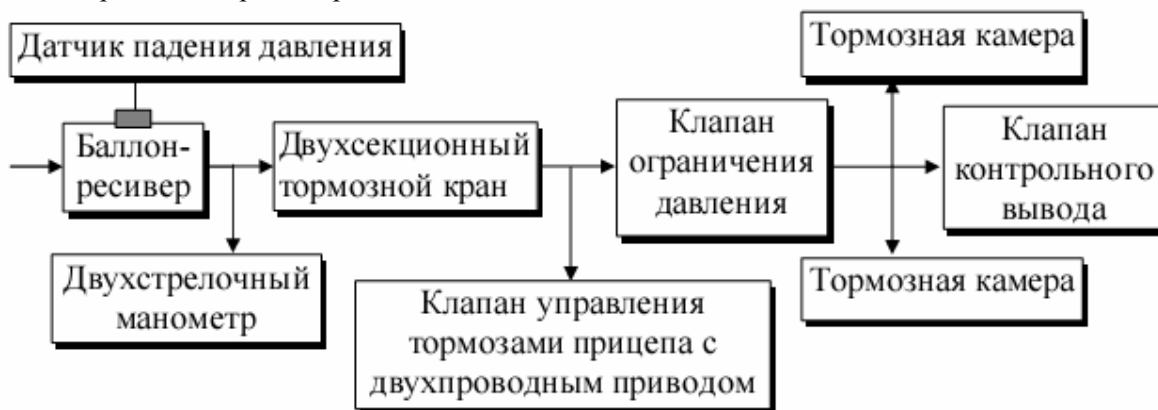 Датчик падения давления
Тормозная камера
Баллон-
ресивер
Двухсекционный
тормозной кран
Клапан
ограничения
давления
Клапан
контрольного
вывода
Двухстрелочный
манометр
Клапан управления
тормозами прицепа с
двухпроводным приводом
Тормозная камера